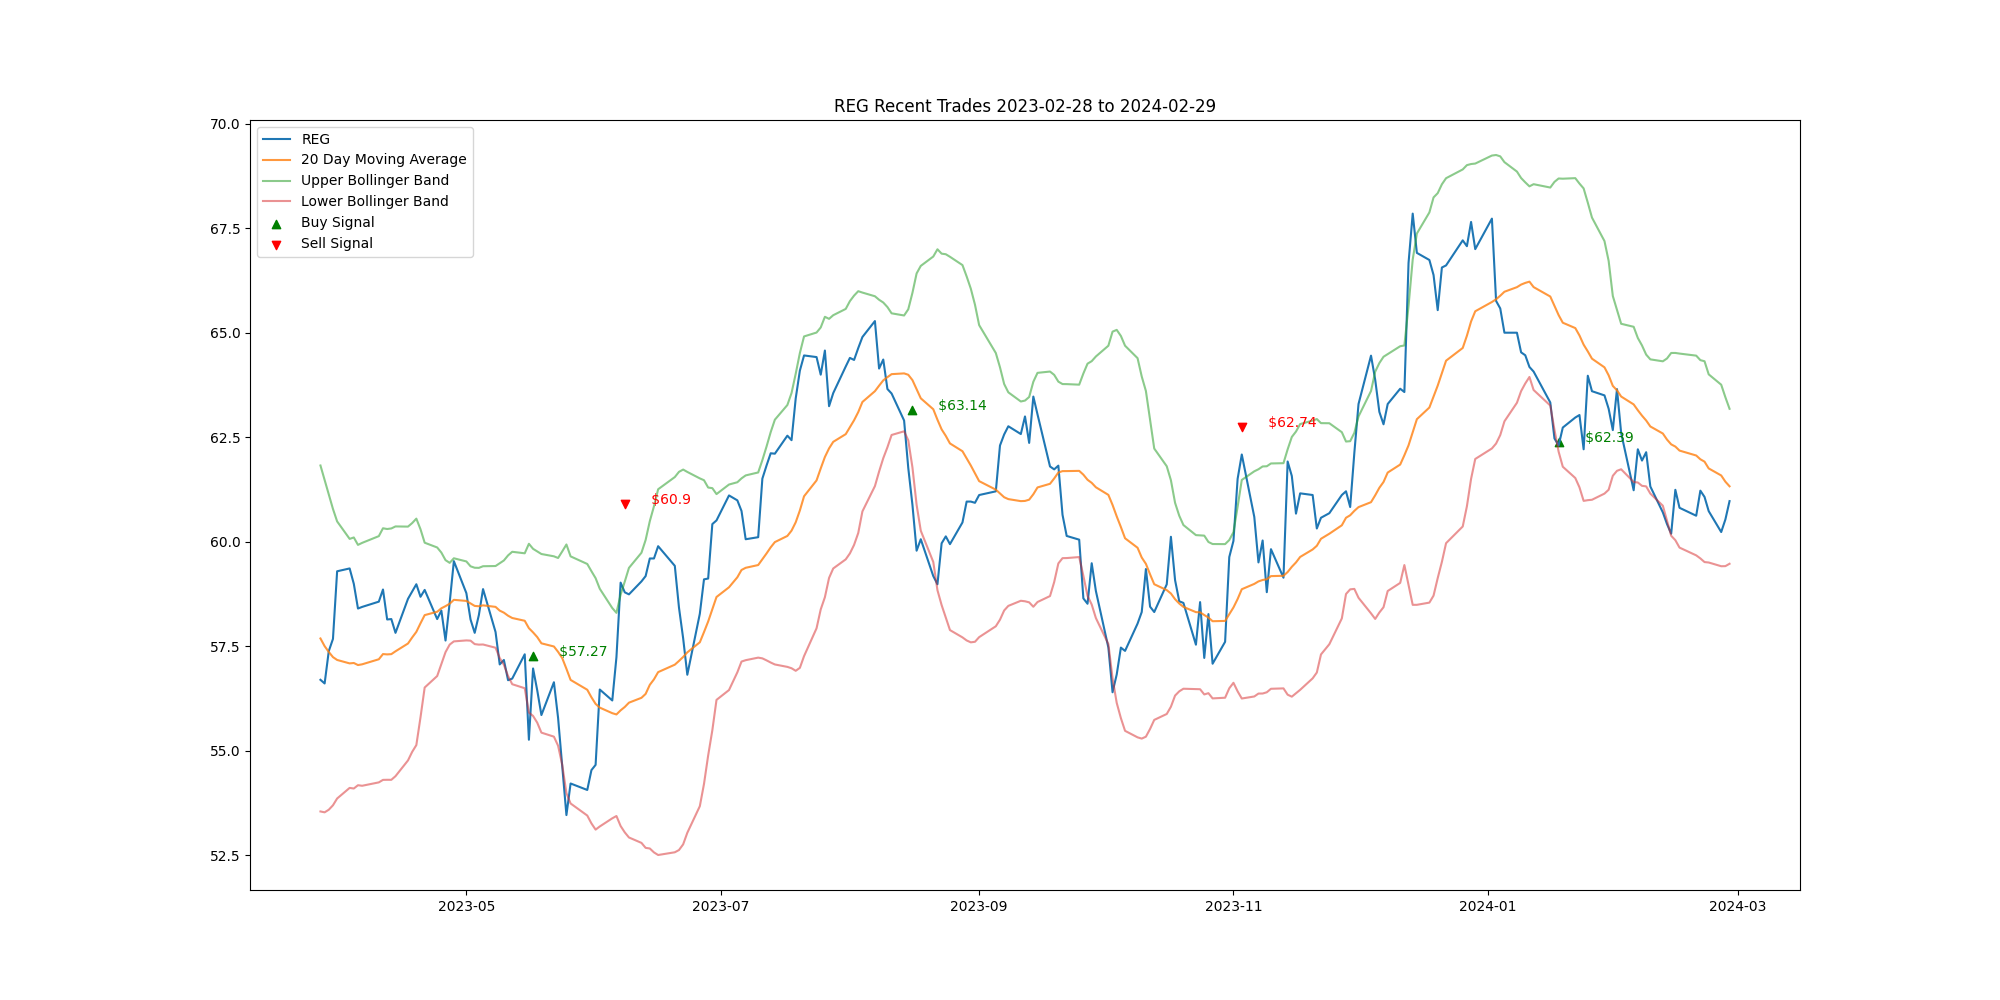 REG Recent Trades 2023-02-28 to 2024-02-29
70.0
67.5
65.0
62.5
60.0
57.5
55.0
52.5
REG
20 Day Moving Average
Upper Bollinger Band
Lower Bollinger Band
Buy Signal
Sell Signal
$63.14
$62.74
$62.39
$60.9
$57.27
2023-05
2023-07
2023-09
2023-11
2024-01
2024-03